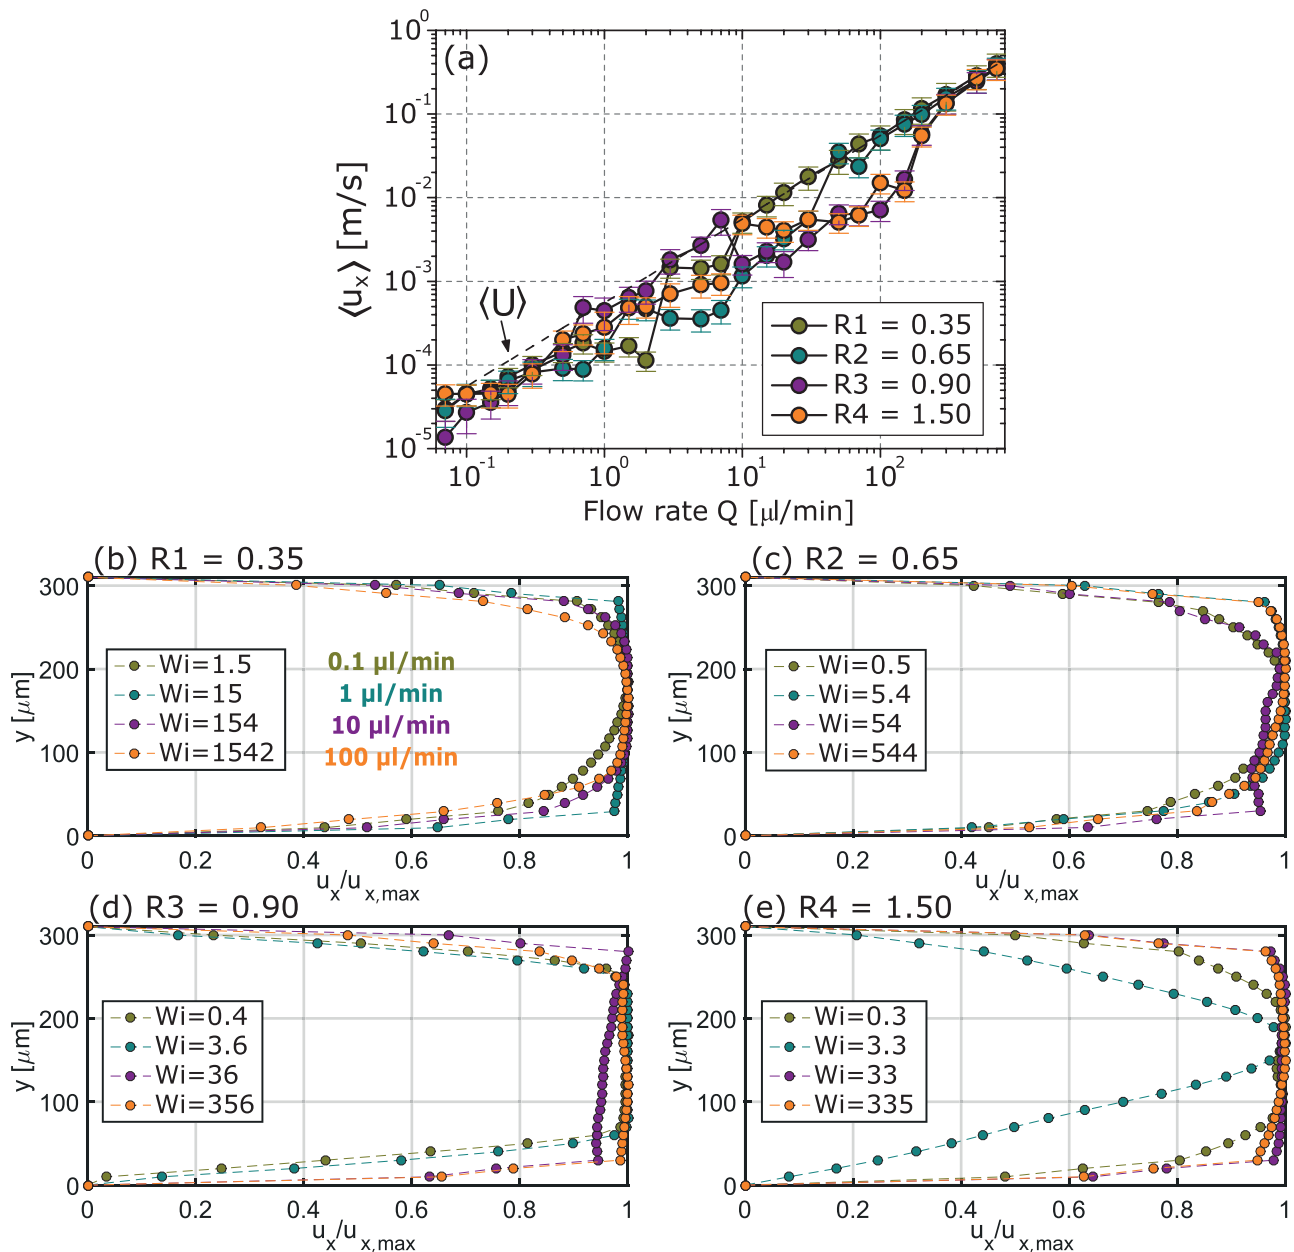 (a)
10^0
10^-1
10^-2
10^-3
10^-4
10^-5
⟨u_x⟩ [m/s]
⟨U⟩
R1 = 0.35
R2 = 0.65
R3 = 0.90
R4 = 1.50
10^-1 10^0 10^1 10^2
Flow rate Q [µl/min]
(b) R1 = 0.35
300
200
100
0
y [µm]
Wi=1.5
Wi=15
Wi=154
Wi=1542
0.1 µl/min
1 µl/min
10 µl/min
100 µl/min
0 0.2 0.4 0.6 0.8 1
u_x/u_x,max
(c) R2 = 0.65
300
200
100
0
y [µm]
Wi=0.5
Wi=5.4
Wi=54
Wi=544
0 0.2 0.4 0.6 0.8 1
u_x/u_x,max
(d) R3 = 0.90
300
200
100
0
y [µm]
Wi=0.4
Wi=3.6
Wi=36
Wi=356
0 0.2 0.4 0.6 0.8 1
u_x/u_x,max
(e) R4 = 1.50
300
200
100
0
y [µm]
Wi=0.3
Wi=3.3
Wi=33
Wi=335
0 0.2 0.4 0.6 0.8 1
u_x/u_x,max